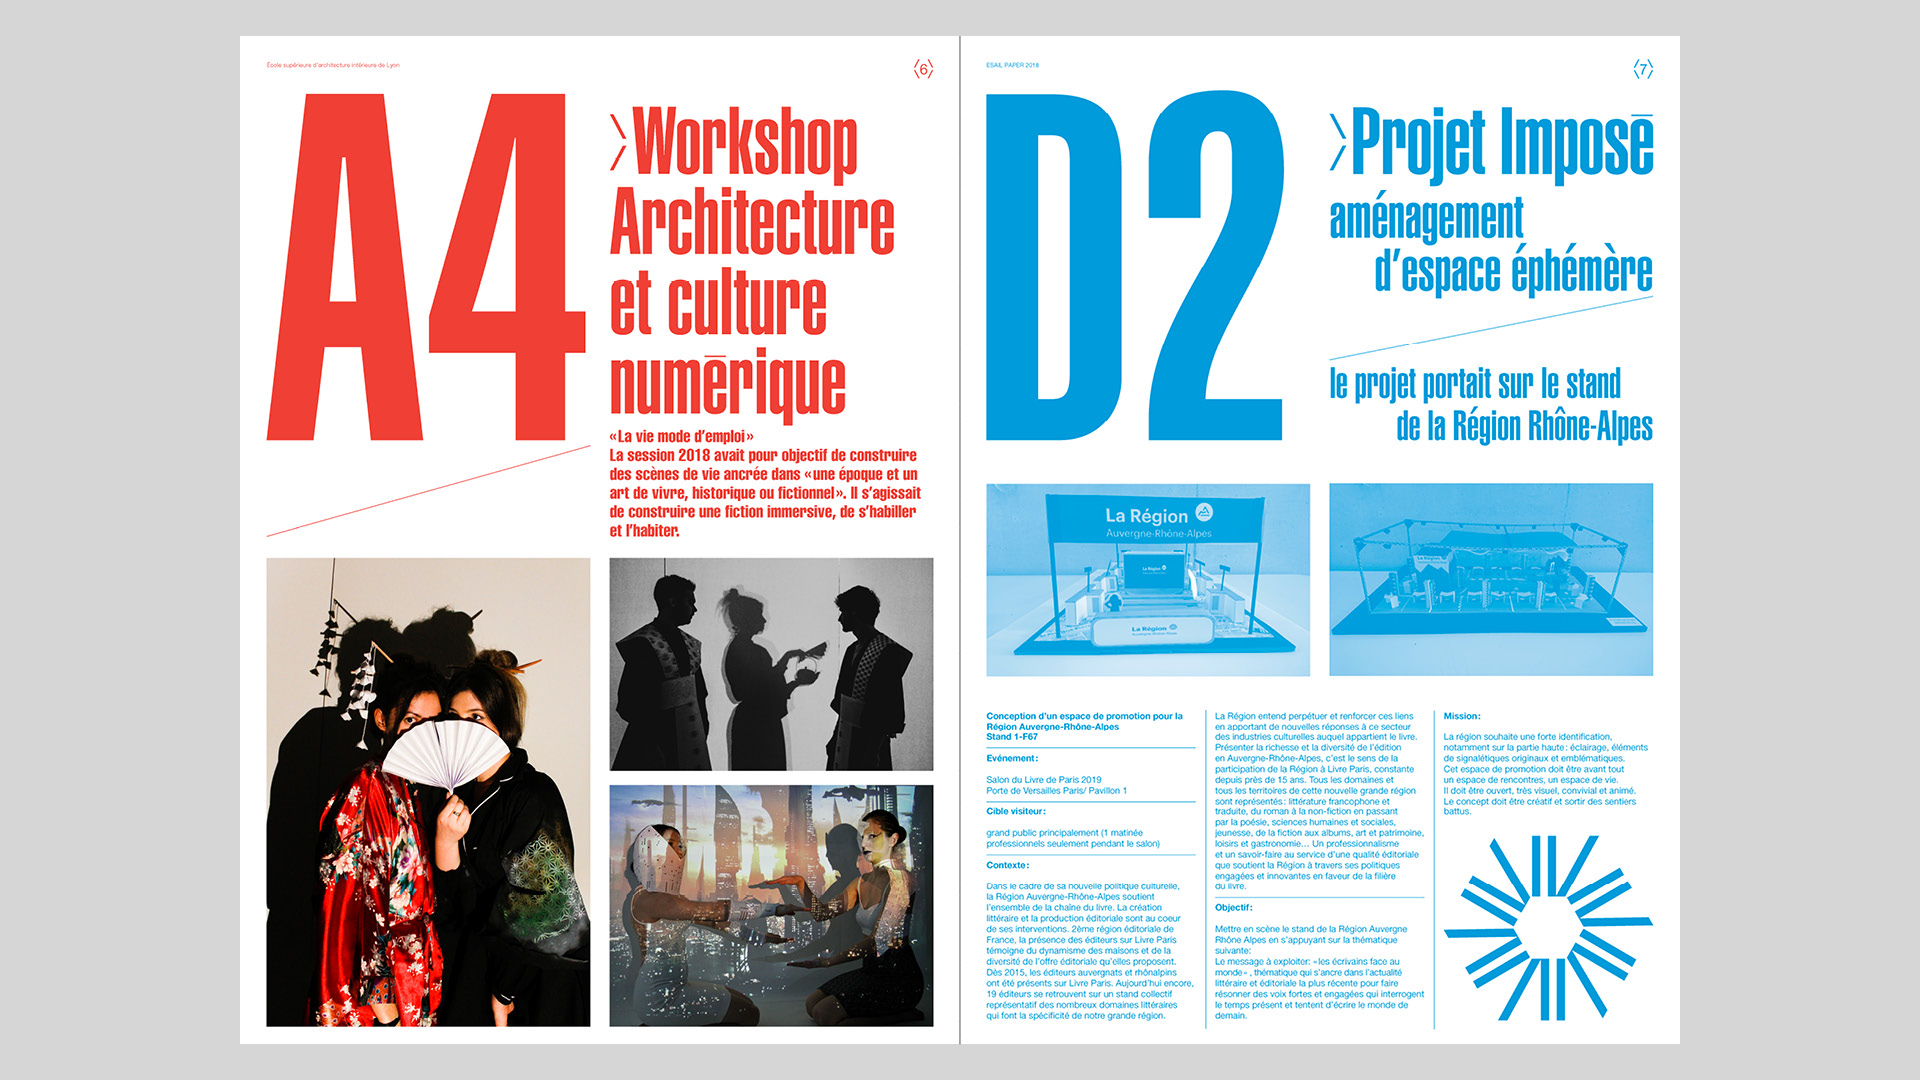 École supérieure d'architecture intérieure de Lyon
6
A4
Workshop
Architecture
et culture
numērique
«La vie mode d'emploi»
La session 2018 avait pour objectif de construire
des scènes de vie ancrée dans «une époque et un
art de vivre, historique ou fictionnel». Il s'agissait
de construire une fiction immersive, de s'habiller
et l'habiter.
ESAIL PAPER 2018
7
D2
Projet Imposē
aménagement
d'espace éphémère
le projet portait sur le stand
de la Région Rhône-Alpes
La Région
Auvergne-Rhône-Alpes
La Région
La Région
Auvergne-Rhône-Alpes
La Région
Conception d'un espace de promotion pour la
Région Auvergne-Rhône-Alpes
Stand 1-F67
Evénement:
Salon du Livre de Paris 2019
Porte de Versailles Paris/ Pavillon 1
Cible visiteur:
grand public principalement (1 matinée
professionnels seulement pendant le salon)
Contexte:
Dans le cadre de sa nouvelle politique culturelle,
la Région Auvergne-Rhône-Alpes soutient
l'ensemble de la chaîne du livre. La création
littéraire et la production éditoriale sont au coeur
de ses interventions. 2ème région éditoriale de
France, la présence des éditeurs sur Livre Paris
témoigne du dynamisme des maisons et de la
diversité de l'offre éditoriale qu'elles proposent.
Dès 2015, les éditeurs auvergnats et rhônalpins
ont été présents sur Livre Paris. Aujourd'hui encore,
19 éditeurs se retrouvent sur un stand collectif
représentatif des nombreux domaines littéraires
qui font la spécificité de notre grande région.
La Région entend perpétuer et renforcer ces liens
en apportant de nouvelles réponses à ce secteur
des industries culturelles auquel appartient le livre.
Présenter la richesse et la diversité de l'édition
en Auvergne-Rhône-Alpes, c'est le sens de la
participation de la Région à Livre Paris, constante
depuis près de 15 ans. Tous les domaines et
tous les territoires de cette nouvelle grande région
sont représentés: littérature francophone et
traduite, du roman à la non-fiction en passant
par la poésie, sciences humaines et sociales,
jeunesse, de la fiction aux albums, art et patrimoine,
loisirs et gastronomie... Un professionnalisme
et un savoir-faire au service d'une qualité éditoriale
que soutient la Région à travers ses politiques
engagées et innovantes en faveur de la filière
du livre.
Objectif:
Mettre en scène le stand de la Région Auvergne
Rhône Alpes en s'appuyant sur la thématique
suivante:
Le message à exploiter: «les écrivains face au
monde», thématique qui s'ancre dans l'actualité
littéraire et éditoriale la plus récente pour faire
résonner des voix fortes et engagées qui interrogent
le temps présent et tentent d'écrire le monde de
demain.
Mission:
La région souhaite une forte identification,
notamment sur la partie haute: éclairage, éléments
de signalétiques originaux et emblématiques.
Cet espace de promotion doit être avant tout
un espace de rencontres, un espace de vie.
Il doit être ouvert, très visuel, convivial et animé.
Le concept doit être créatif et sortir des sentiers
battus.